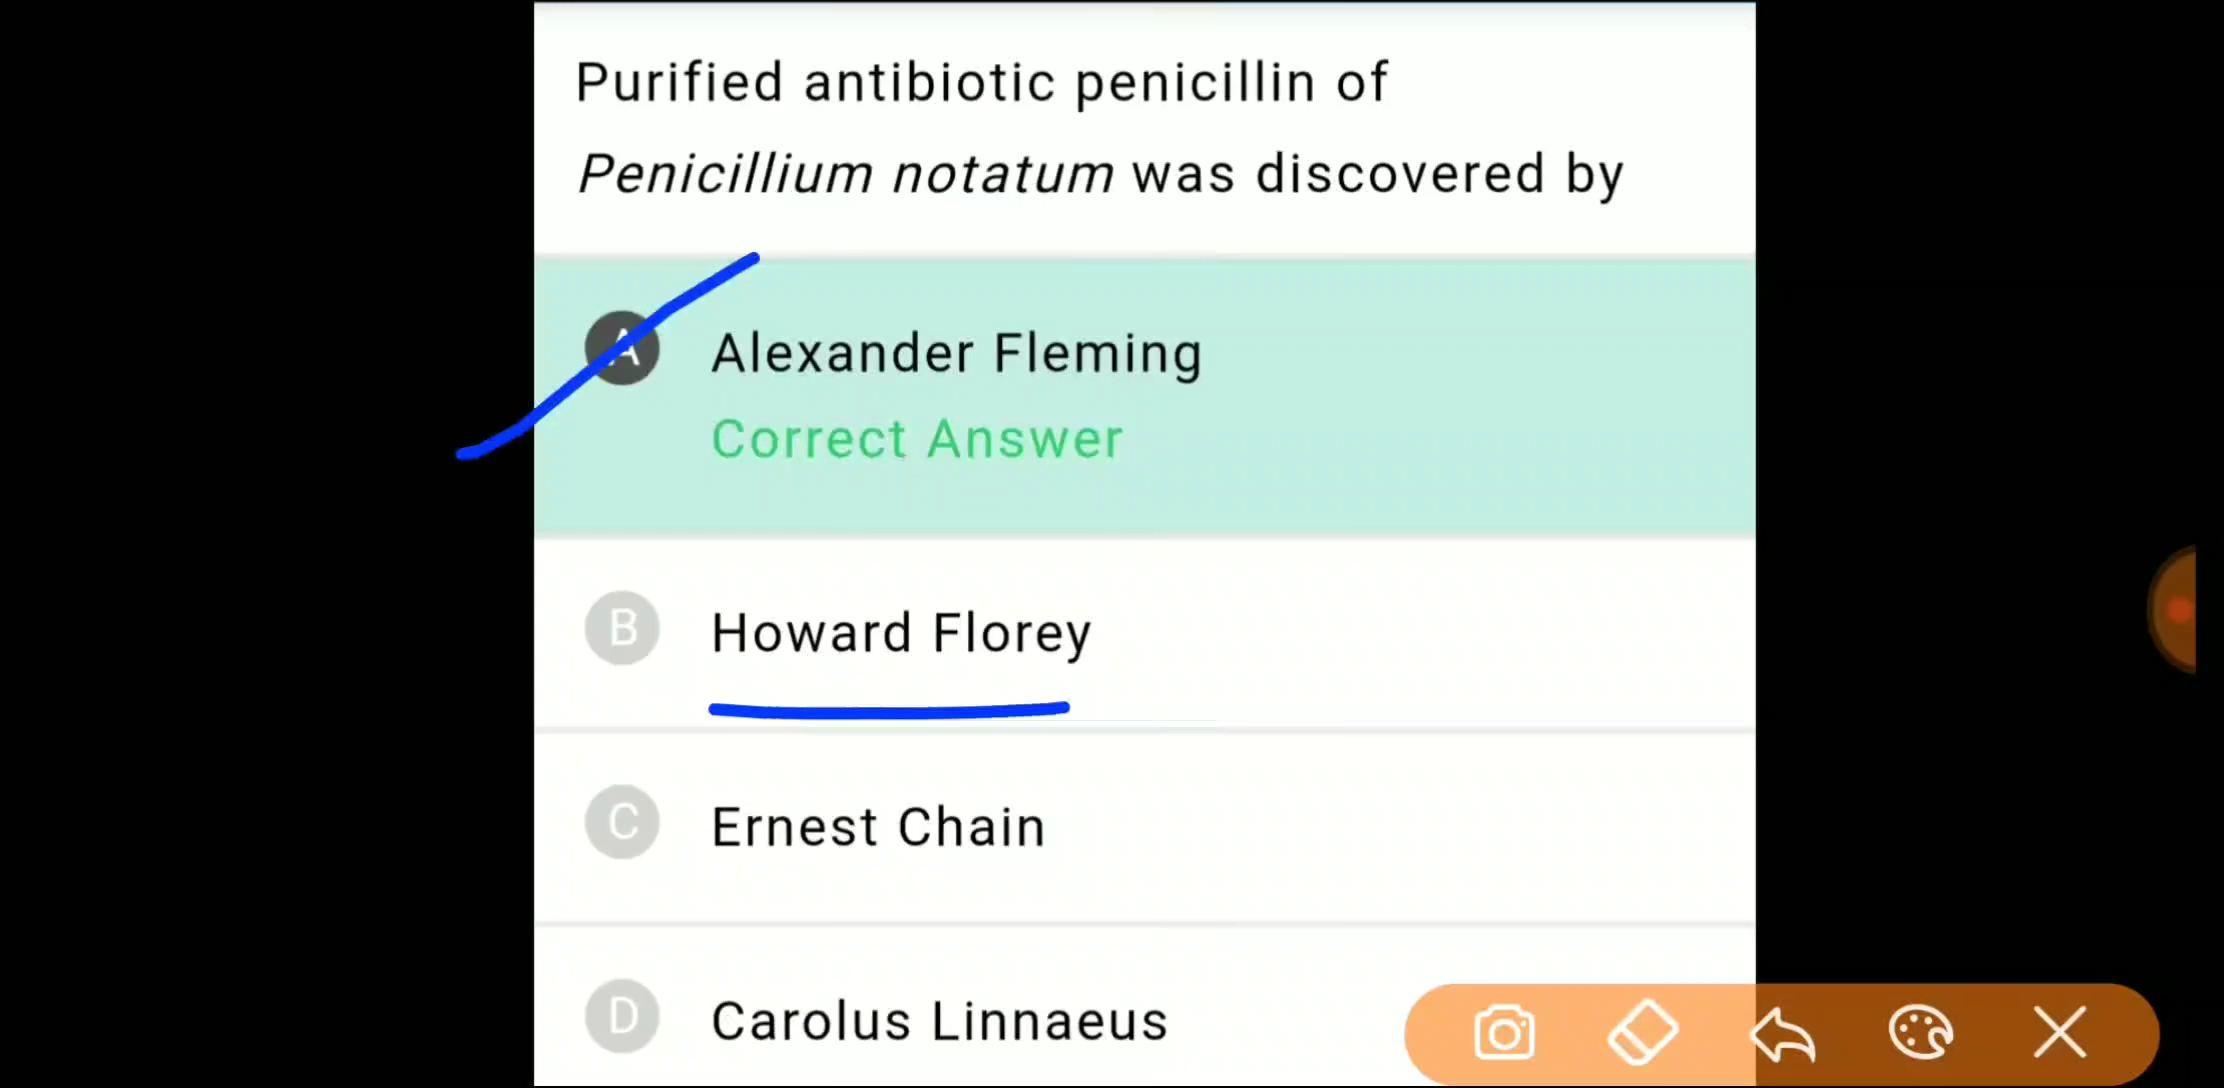 Purified antibiotic penicillin of
Penicillium notatum was discovered by
A Alexander Fleming
Correct Answer
B Howard Florey
C Ernest Chain
D Carolus Linnaeus